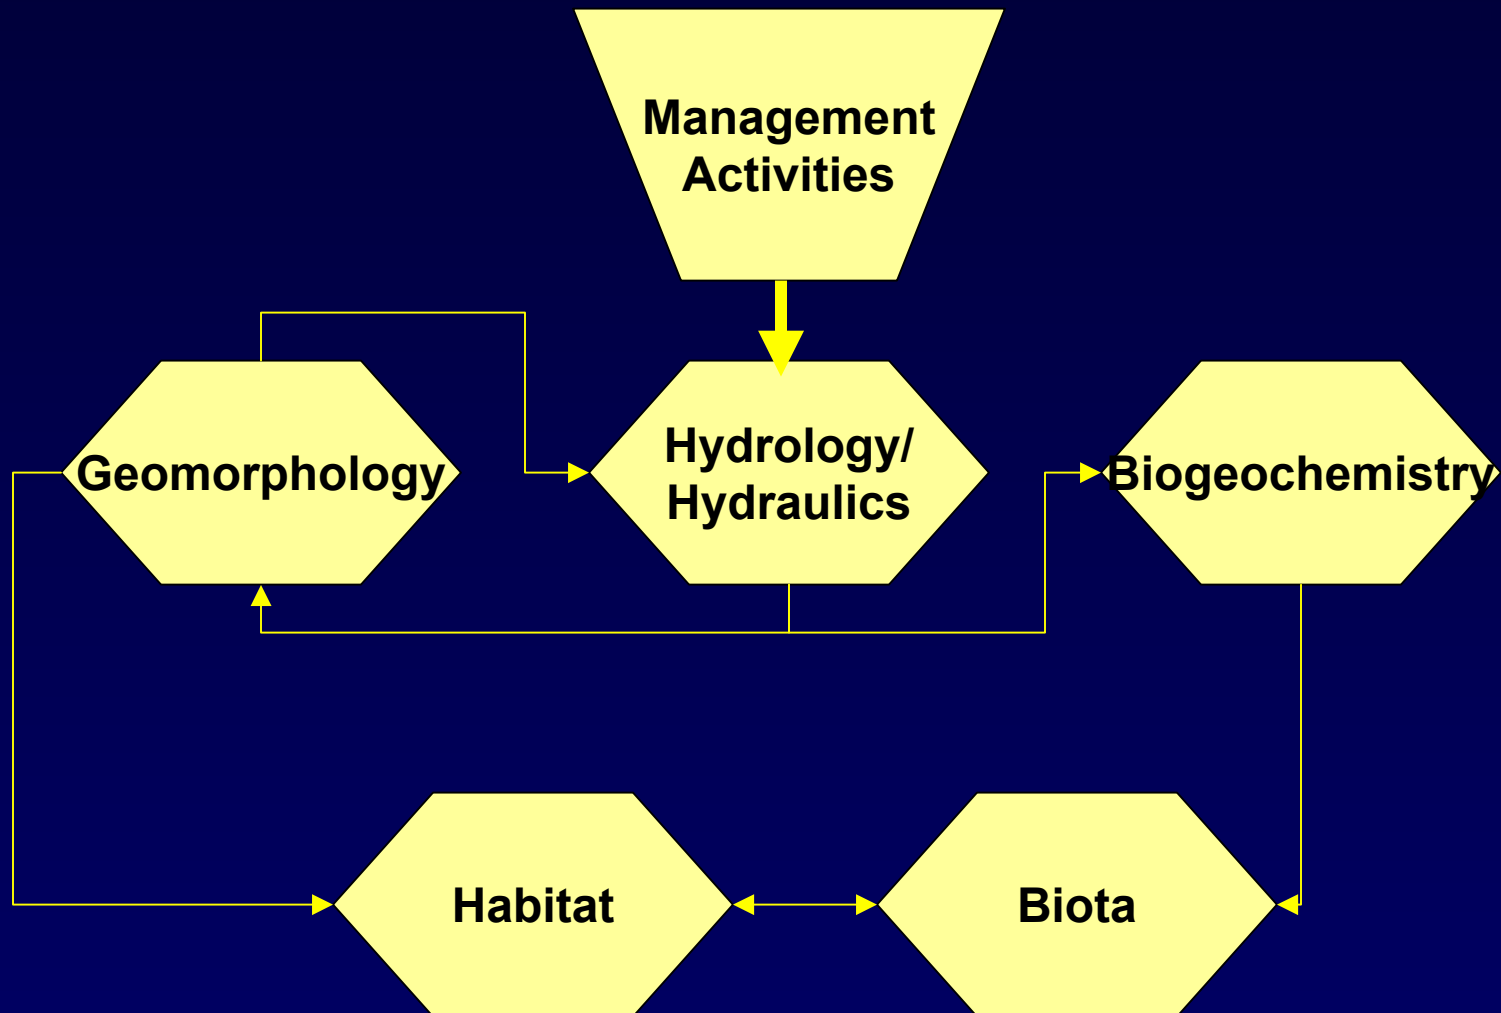 Management
Activities
Geomorphology
Hydrology/
Hydraulics
Biogeochemistry
Habitat
Biota